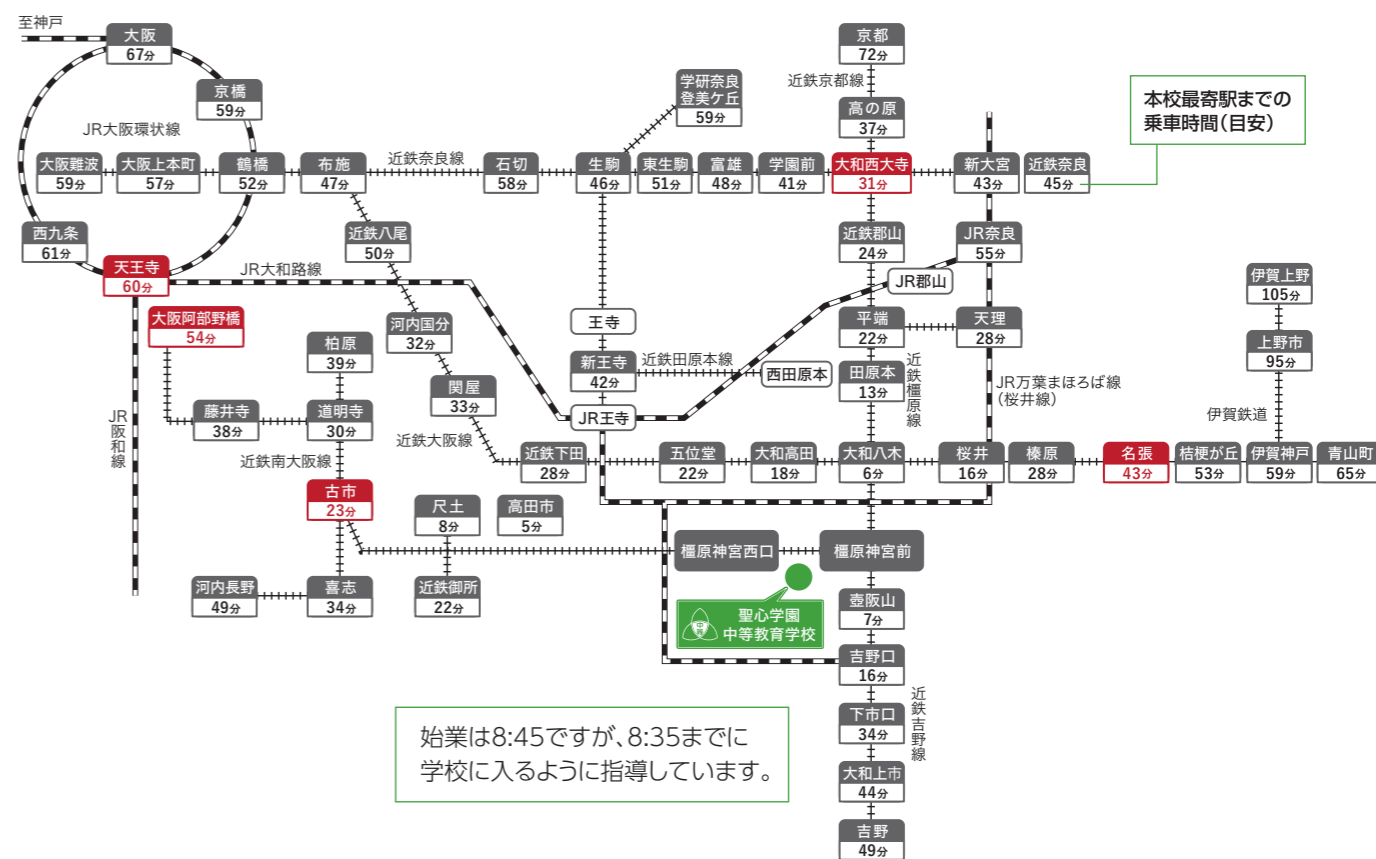 至神戸
大阪
67分
京橋
59分
JR大阪環状線
大阪難波
59分
大阪上本町
57分
鶴橋
52分
布施
47分
近鉄奈良線
石切
58分
生駒
46分
東生駒
51分
富雄
48分
学園前
41分
大和西大寺
31分
新大宮
43分
近鉄奈良
45分
学研奈良
登美ケ丘
59分
京都
72分
近鉄京都線
高の原
37分
本校最寄駅までの
乗車時間(目安)
西九条
61分
天王寺
60分
JR大和路線
近鉄八尾
50分
近鉄郡山
24分
JR奈良
55分
JR郡山
伊賀上野
105分
大阪阿部野橋
54分
柏原
39分
河内国分
32分
王寺
平端
22分
天理
28分
上野市
95分
新王寺
42分
近鉄田原本線
西田原本
田原本
13分
近鉄橿原線
JR万葉まほろば線
(桜井線)
伊賀鉄道
関屋
33分
JR王寺
JR阪和線
藤井寺
38分
道明寺
30分
近鉄南大阪線
近鉄大阪線
近鉄下田
28分
五位堂
22分
大和高田
18分
大和八木
6分
桜井
16分
榛原
28分
名張
43分
桔梗が丘
53分
伊賀神戸
59分
青山町
65分
古市
23分
尺土
8分
高田市
5分
橿原神宮西口
橿原神宮前
河内長野
49分
喜志
34分
近鉄御所
22分
中等
聖心学園
中等教育学校
壺阪山
7分
吉野口
16分
近鉄吉野線
下市口
34分
大和上市
44分
吉野
49分
始業は8:45ですが、8:35までに
学校に入るように指導しています。